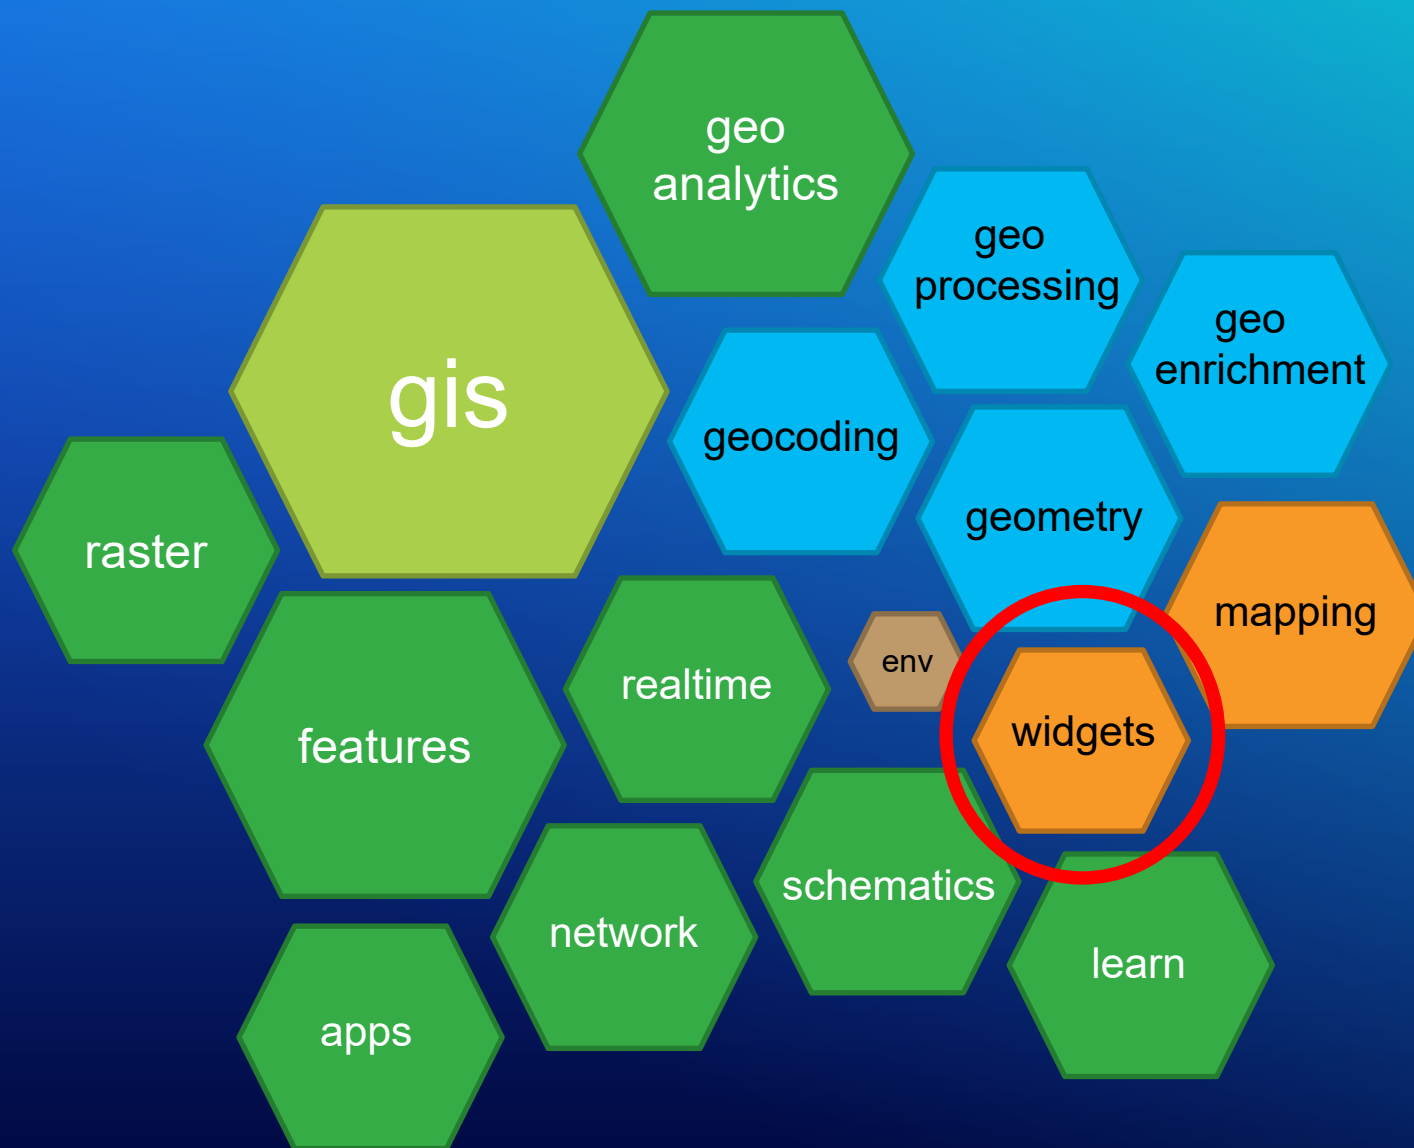 geo
analytics
geo
processing
geo
enrichment
gis
geocoding
geometry
raster
mapping
env
realtime
widgets
features
schematics
network
learn
apps